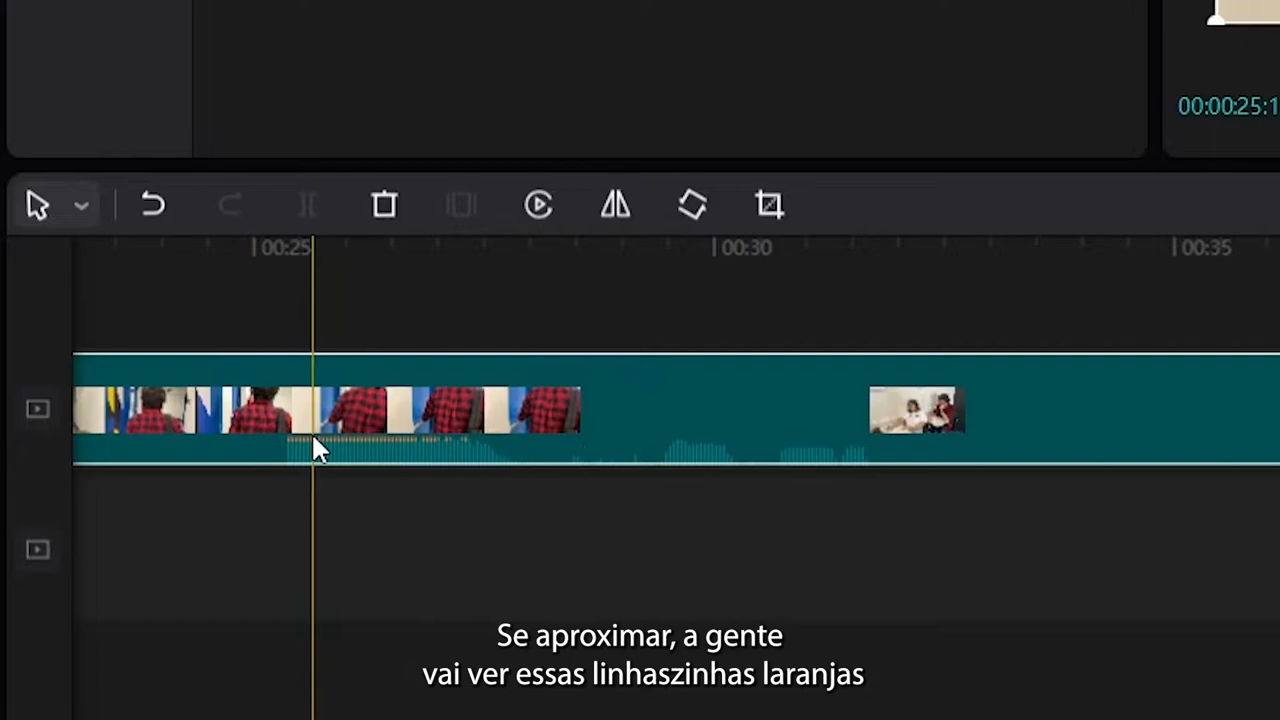 00:00:25:1
00:25
00:30
00:35
Se aproximar, a gente
vai ver essas linhaszinhas laranjas